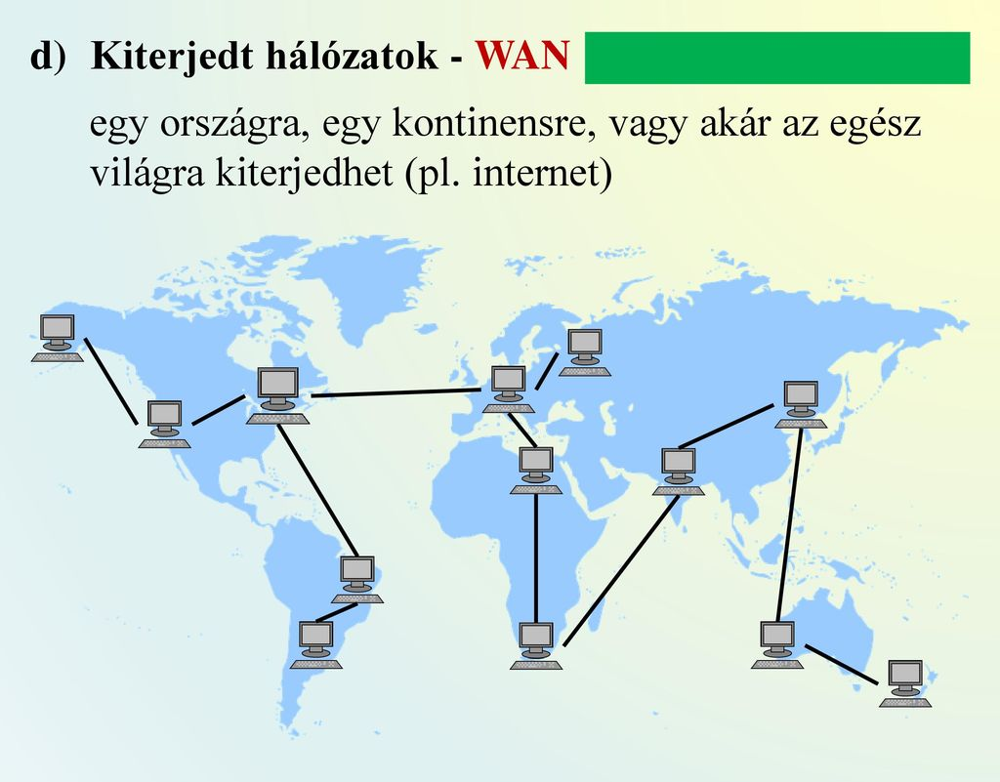 d) Kiterjedt hálózatok - WAN
egy országra, egy kontinensre, vagy akár az egész
világra kiterjedhet (pl. internet)